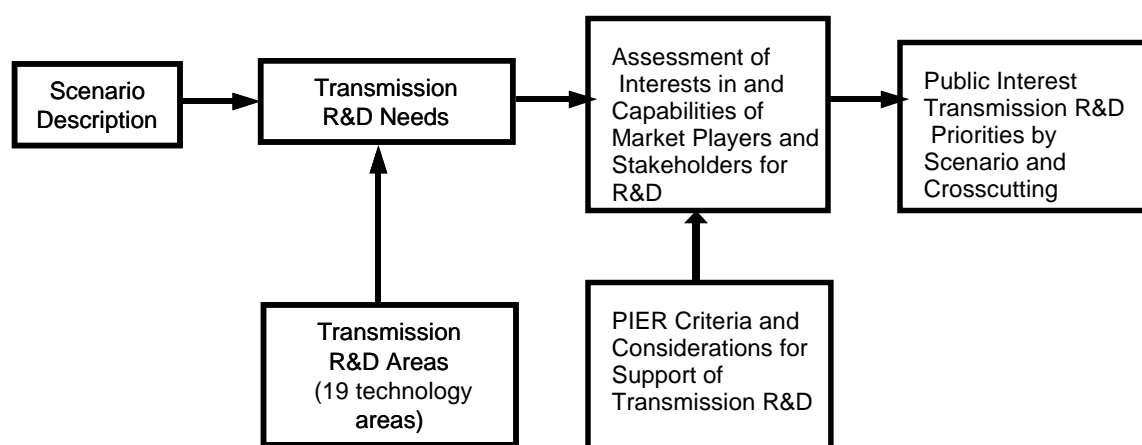 Scenario
Description
Transmission
R&D Needs
Assessment of
Interests in and
Capabilities of
Market Players and
Stakeholders for
R&D
Public Interest
Transmission R&D
Priorities by
Scenario and
Crosscutting
Transmission
R&D Areas
(19 technology
areas)
PIER Criteria and
Considerations for
Support of
Transmission R&D